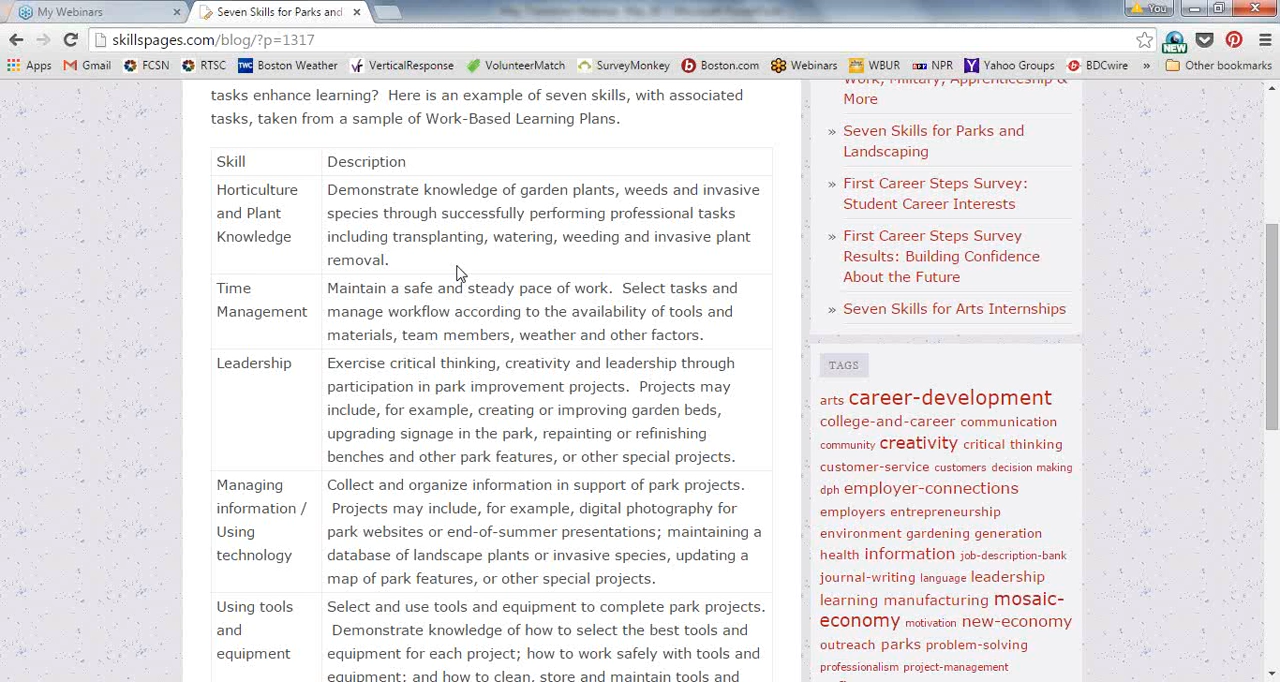 My Webinars
Seven Skills for Parks and
You
skillspages.com/blog/?p=1317
NEW
Apps Gmail FCSN RTSC TWC Boston Weather VerticalResponse VolunteerMatch SurveyMonkey Boston.com Webinars WBUR NPR Yahoo Groups BDCwire » Other bookmarks
tasks enhance learning? Here is an example of seven skills, with associated
tasks, taken from a sample of Work-Based Learning Plans.
Skill Description
Horticulture and Plant Knowledge
Demonstrate knowledge of garden plants, weeds and invasive
species through successfully performing professional tasks
including transplanting, watering, weeding and invasive plant
removal.
Time
Management
Maintain a safe and steady pace of work. Select tasks and
manage workflow according to the availability of tools and
materials, team members, weather and other factors.
Leadership
Exercise critical thinking, creativity and leadership through
participation in park improvement projects. Projects may
include, for example, creating or improving garden beds,
upgrading signage in the park, repainting or refinishing
benches and other park features, or other special projects.
Managing
information /
Using
technology
Collect and organize information in support of park projects.
Projects may include, for example, digital photography for
park websites or end-of-summer presentations; maintaining a
database of landscape plants or invasive species, updating a
map of park features, or other special projects.
Using tools
and
equipment
Select and use tools and equipment to complete park projects.
Demonstrate knowledge of how to select the best tools and
equipment for each project; how to work safely with tools and
equipment; and how to clean, store and maintain tools and
Work, Military, Apprenticeship &
More
» Seven Skills for Parks and
Landscaping
» First Career Steps Survey:
Student Career Interests
» First Career Steps Survey
Results: Building Confidence
About the Future
» Seven Skills for Arts Internships
TAGS
arts career-development
college-and-career communication
community creativity critical thinking
customer-service customers decision making
dph employer-connections
employers entrepreneurship
environment gardening generation
health information job-description-bank
journal-writing language leadership
learning manufacturing mosaic-
economy motivation new-economy
outreach parks problem-solving
professionalism project-management